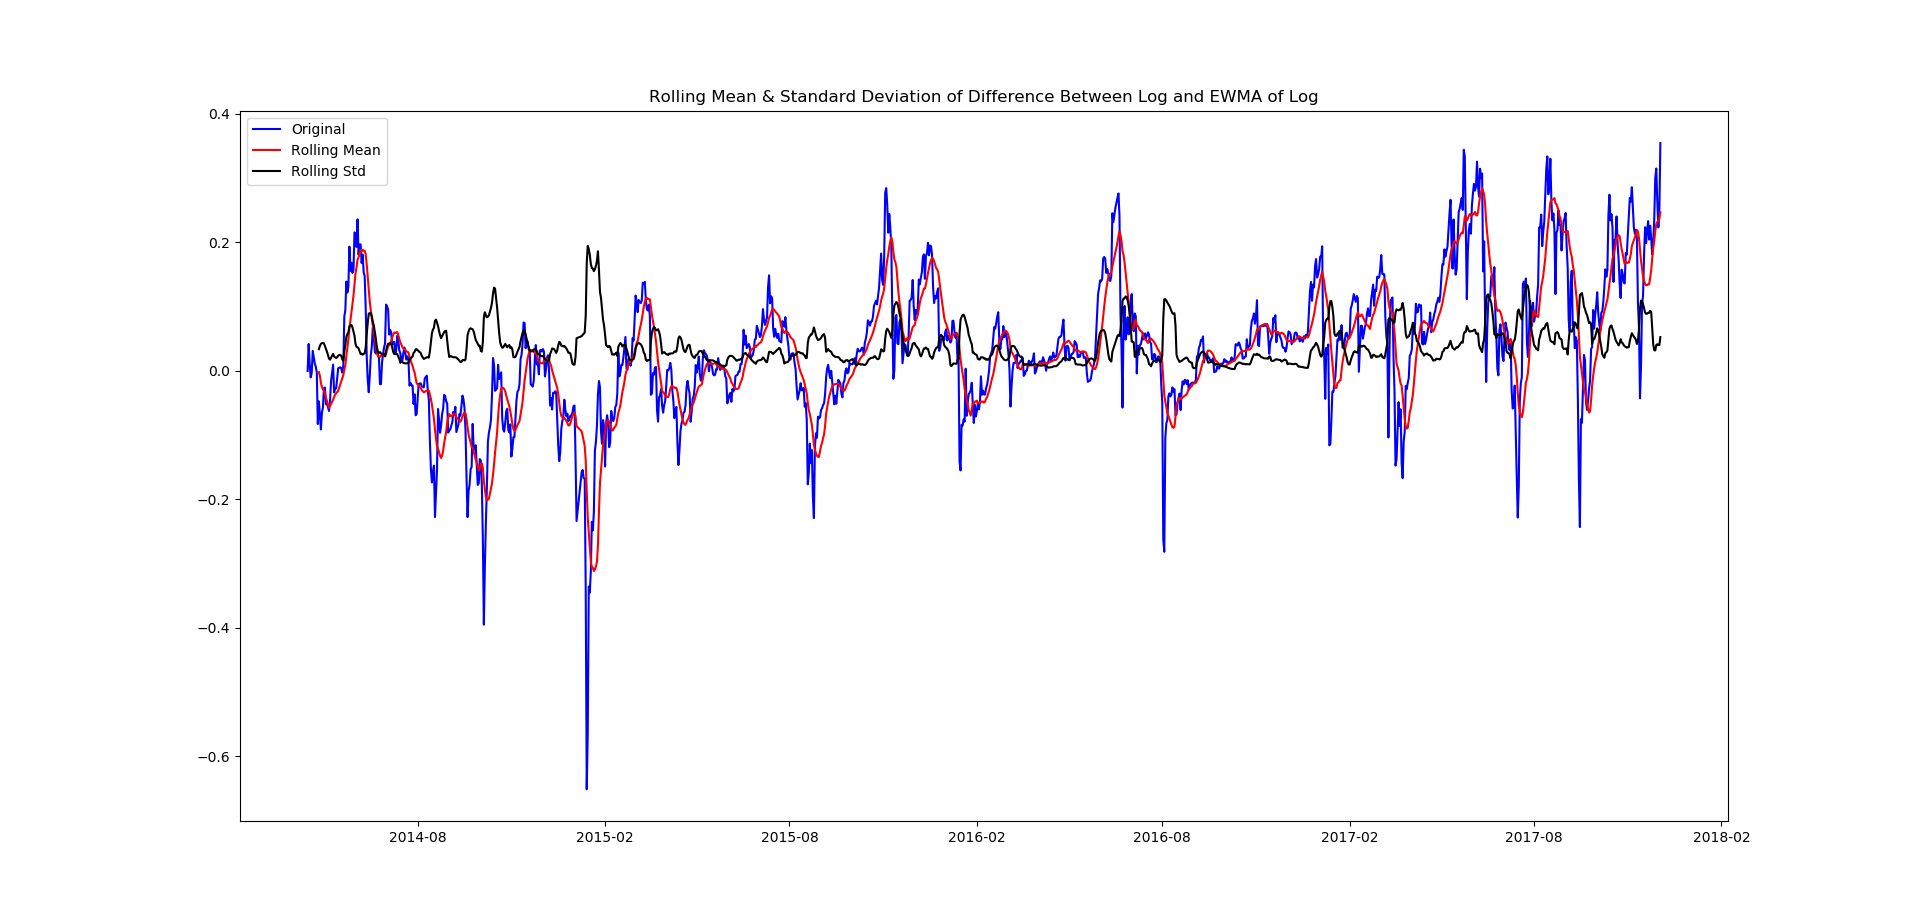 Rolling Mean & Standard Deviation of Difference Between Log and EWMA of Log
Original
Rolling Mean
Rolling Std
0.4
0.2
0.0
−0.2
−0.4
−0.6
2014-08 2015-02 2015-08 2016-02 2016-08 2017-02 2017-08 2018-02